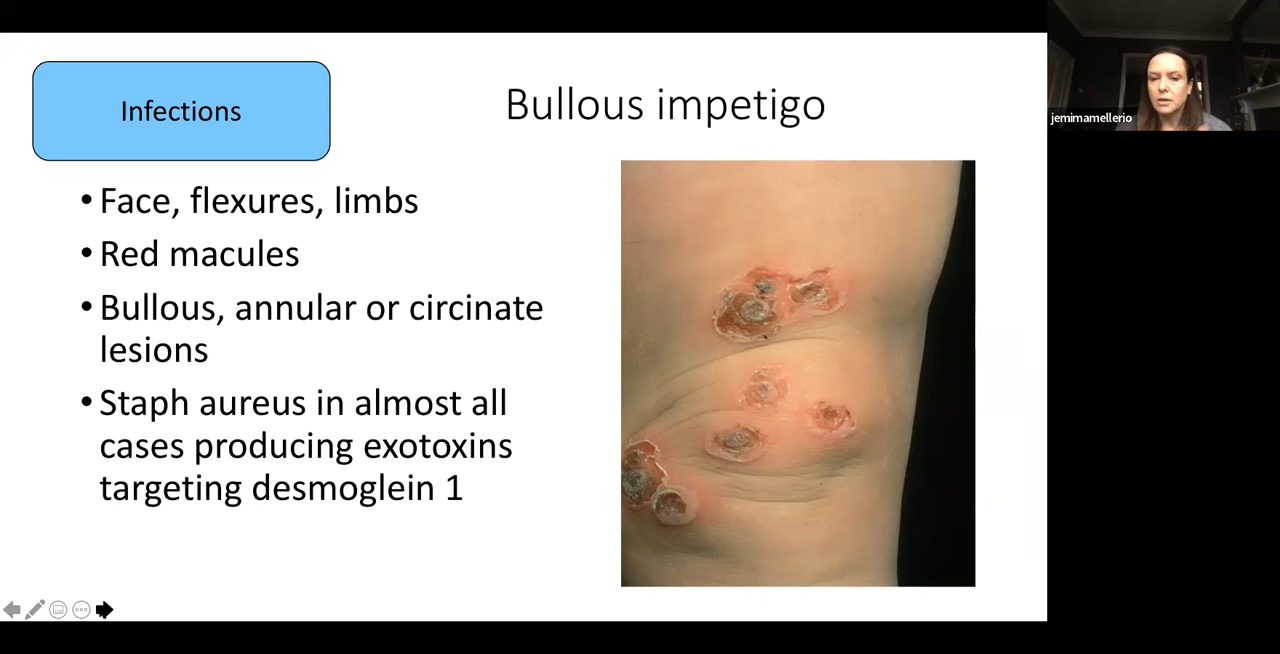 Infections
Bullous impetigo
jemimamellerio
• Face, flexures, limbs
• Red macules
• Bullous, annular or circinate
lesions
• Staph aureus in almost all
cases producing exotoxins
targeting desmoglein 1